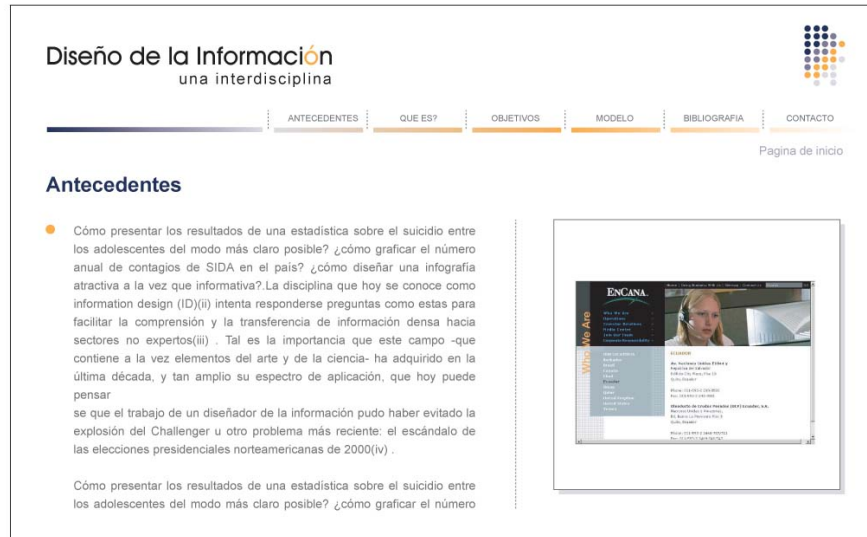 Diseño de la Información
una interdisciplina
ANTECEDENTES
QUE ES?
OBJETIVOS
MODELO
BIBLIOGRAFIA
CONTACTO
Pagina de inicio
Antecedentes
Cómo presentar los resultados de una estadística sobre el suicidio entre
los adolescentes del modo más claro posible? ¿cómo graficar el número
anual de contagios de SIDA en el país? ¿cómo diseñar una infografía
atractiva a la vez que informativa?.La disciplina que hoy se conoce como
information design (ID)(ii) intenta responderse preguntas como estas para
facilitar la comprensión y la transferencia de información densa hacia
sectores no expertos(iii) . Tal es la importancia que este campo -que
contiene a la vez elementos del arte y de la ciencia- ha adquirido en la
última década, y tan amplio su espectro de aplicación, que hoy puede
pensar
se que el trabajo de un diseñador de la información pudo haber evitado la
explosión del Challenger u otro problema más reciente: el escándalo de
las elecciones presidenciales norteamericanas de 2000(iv) .
Cómo presentar los resultados de una estadística sobre el suicidio entre
los adolescentes del modo más claro posible? ¿cómo graficar el número
ENCANA
Who We Are
Who We Are
ECUADOR
Quito, Ecuador